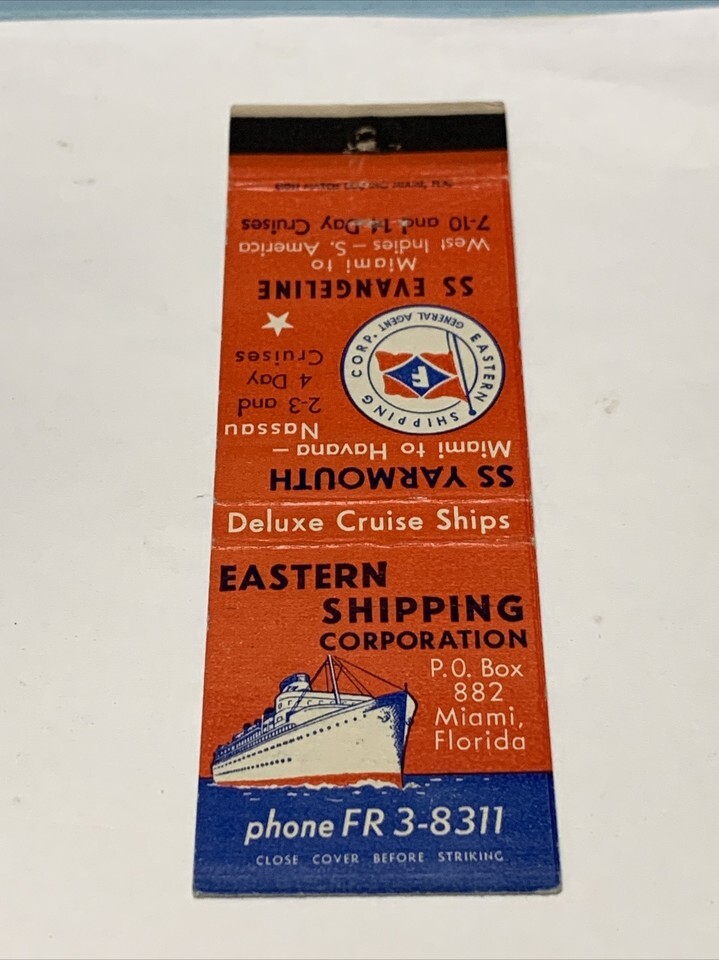 Deluxe Cruise Ships
EASTERN
SHIPPING
CORPORATION
P.O. Box
882
Miami,
Florida
phone FR 3-8311
CLOSE COVER BEFORE STRIKING
SS YARMOUTH
Miami to Havana –
Nassau
2-3 and
4 Day
Cruises
EASTERN SHIPPING CORP.
GENERAL AGENT
E
SS EVANGELINE
Miami to
West Indies – S. America
7-10 and 14 Day Cruises